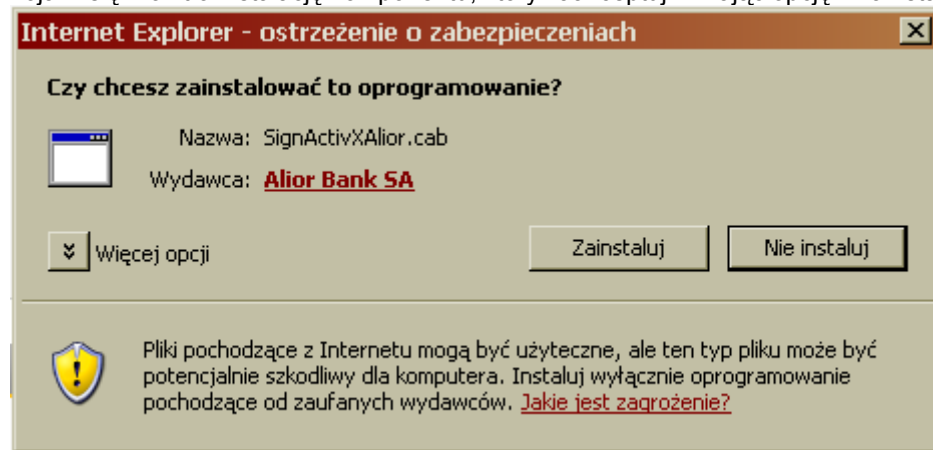 Internet Explorer - ostrzeżenie o zabezpieczeniach
Czy chcesz zainstalować to oprogramowanie?
Nazwa: SignActivXAlior.cab
Wydawca: Alior Bank SA
Więcej opcji
Zainstaluj
Nie instaluj
Pliki pochodzące z Internetu mogą być użyteczne, ale ten typ pliku może być
potencjalnie szkodliwy dla komputera. Instaluj wyłącznie oprogramowanie
pochodzące od zaufanych wydawców. Jakie jest zagrożenie?